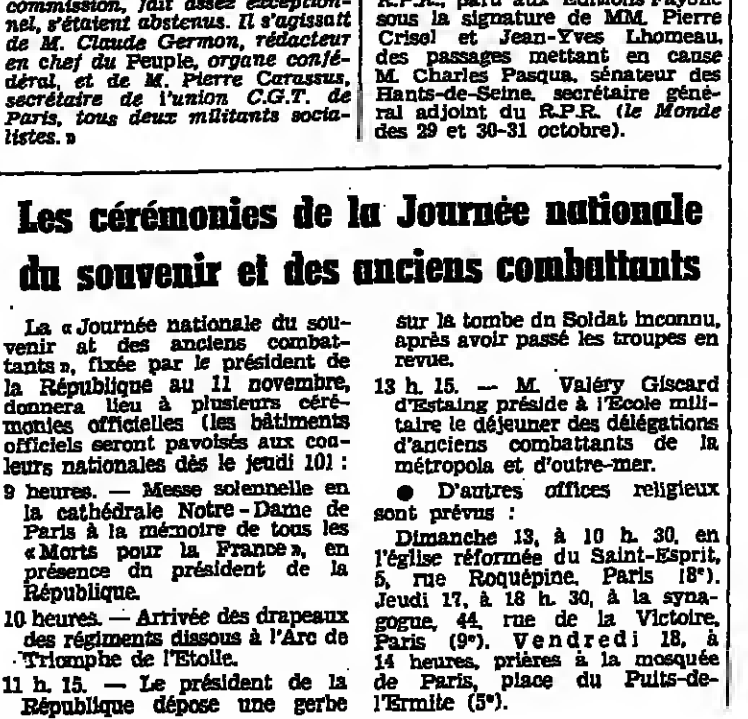 commission, fait assez exception-
nel, s'étaient abstenus. Il s'agissait
de M. Claude Germon, rédacteur
en chef du Peuple, organe confé-
déral, et de M. Pierre Carassus,
secrétaire de l'union C.G.T. de
Paris, tous deux militants socia-
listes. »
R.P.R., paru aux Editions Fayolle
sous la signature de MM. Pierre
Crisol et Jean-Yves Lhomeau,
des passages mettant en cause
M. Charles Pasqua, sénateur des
Hauts-de-Seine, secrétaire géné-
ral adjoint du R.P.R. (le Monde
des 29 et 30-31 octobre).
Les cérémonies de la Journée nationale
du souvenir et des anciens combattants
La « Journée nationale du sou-
venir at des anciens combat-
tants », fixée par le président de
la République au 11 novembre,
donnera lieu à plusieurs céré-
monies officielles (les bâtiments
officiels seront pavoisés aux cou-
leurs nationales dès le jeudi 10) :
9 heures. — Messe solennelle en
la cathédrale Notre-Dame de
Paris à la mémoire de tous les
« Morts pour la France », en
présence du président de la
République.
10 heures. — Arrivée des drapeaux
des régiments dissous à l'Arc de
Triomphe de l'Etoile.
11 h. 15. — Le président de la
République dépose une gerbe
sur la tombe du Soldat inconnu,
après avoir passé les troupes en
revue.
13 h. 15. — M. Valéry Giscard
d'Estaing préside à l'Ecole mili-
taire le déjeuner des délégations
d'anciens combattants de la
métropola et d'outre-mer.
● D'autres offices religieux
sont prévus :
Dimanche 13, à 10 h. 30, en
l'église réformée du Saint-Esprit,
5, rue Roquépine, Paris (8e).
Jeudi 17, à 18 h. 30, à la syna-
gogue, 44, rue de la Victoire,
Paris (9e). Vendredi 18, à
14 heures, prières à la mosquée
de Paris, place du Puits-de-
l'Ermite (5e).